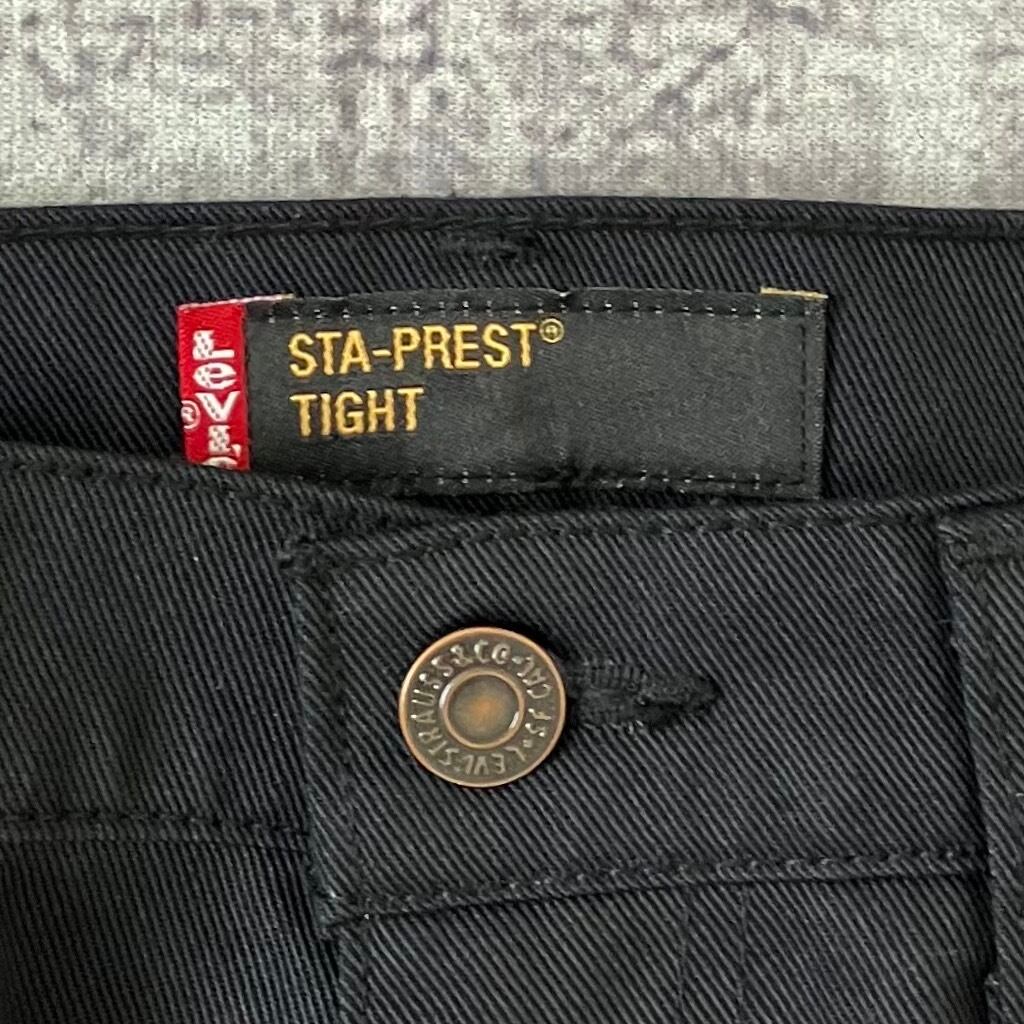 LEVI'S®
STA-PREST®
TIGHT
LEVI STRAUSS & CO • S.F. CAL •